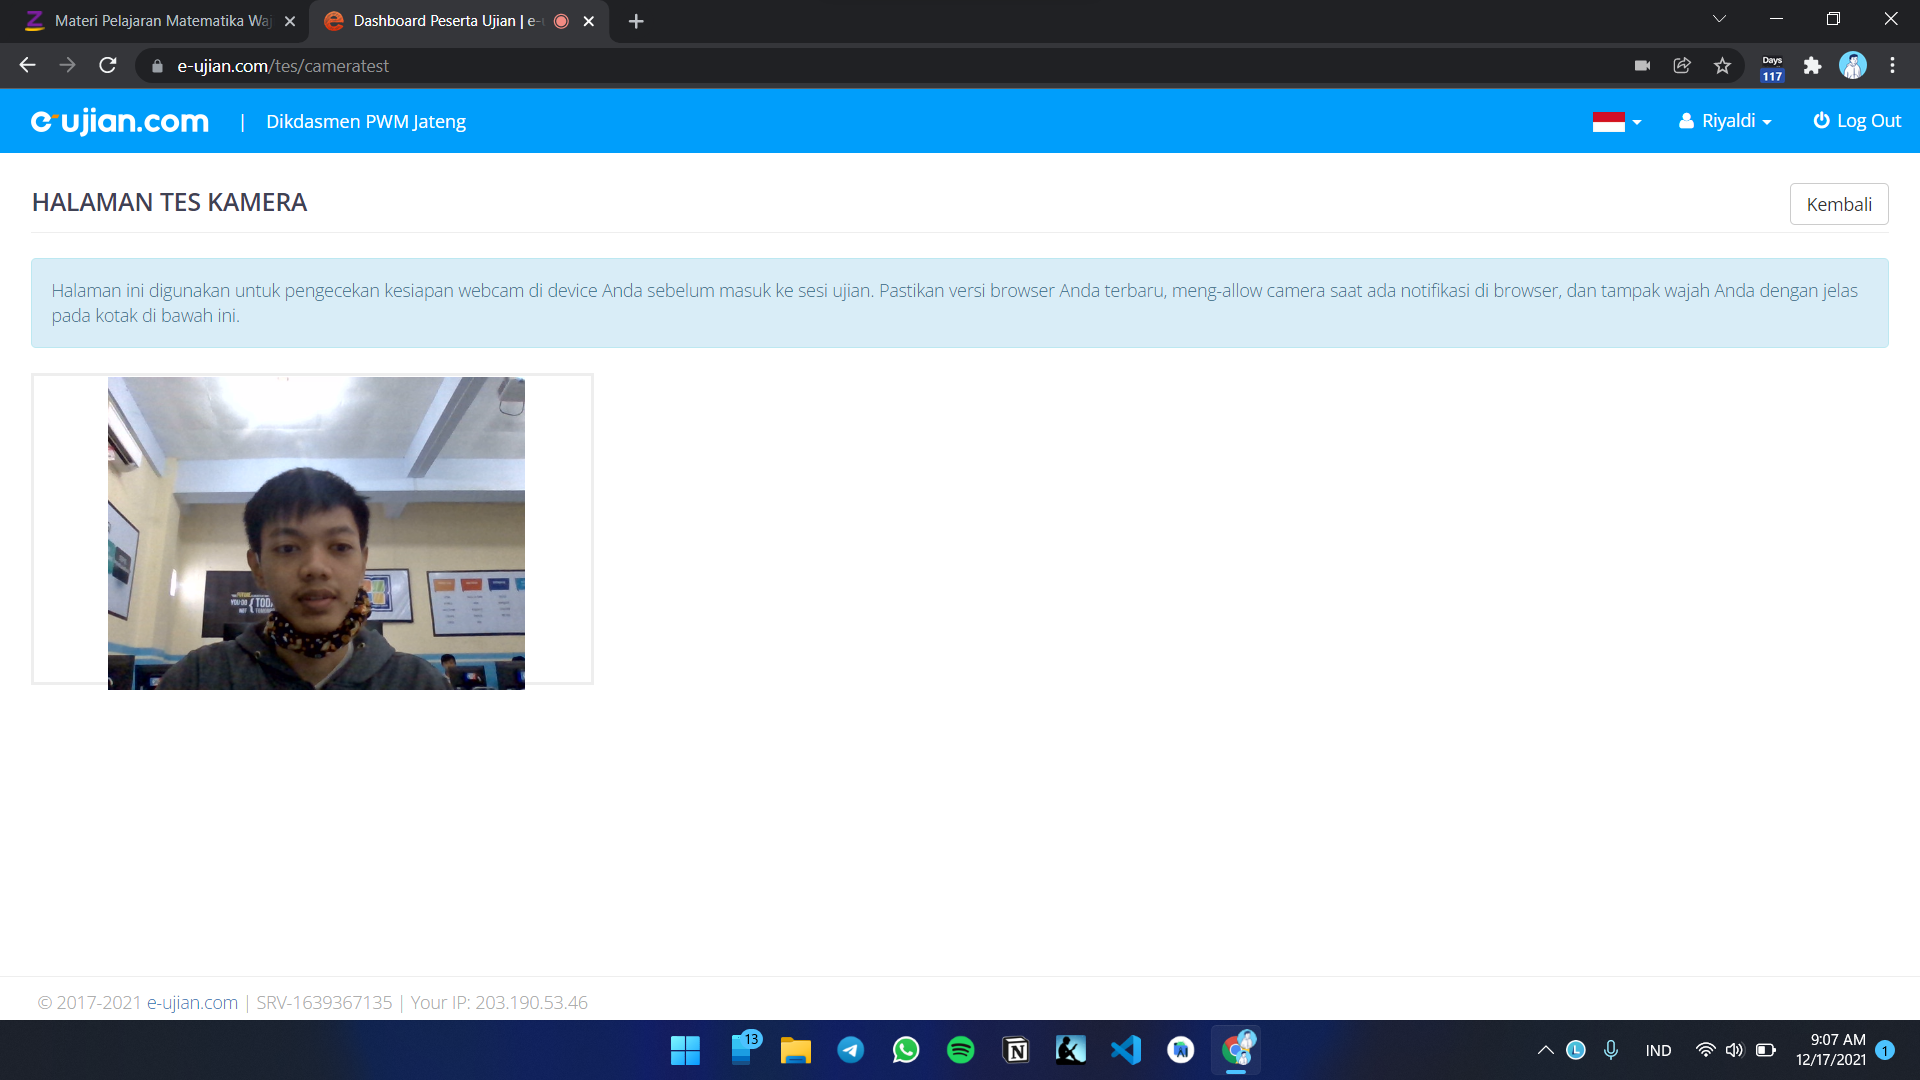 Materi Pelajaran Matematika Waj
Dashboard Peserta Ujian | e-u
e-ujian.com/tes/cameratest
Days
117
e-ujian.com | Dikdasmen PWM Jateng
Riyaldi
Log Out
HALAMAN TES KAMERA
Kembali
Halaman ini digunakan untuk pengecekan kesiapan webcam di device Anda sebelum masuk ke sesi ujian. Pastikan versi browser Anda terbaru, meng-allow camera saat ada notifikasi di browser, dan tampak wajah Anda dengan jelas
pada kotak di bawah ini.
YOU DO
NOT
© 2017-2021 e-ujian.com | SRV-1639367135 | Your IP: 203.190.53.46
13
IND
9:07 AM
12/17/2021
1